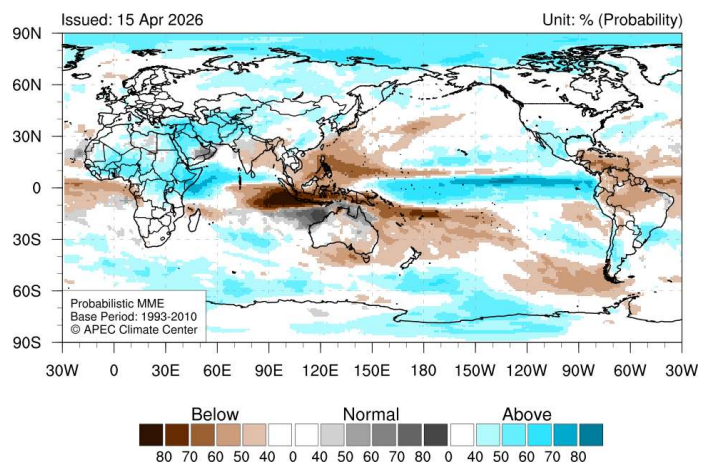 Issued: 15 Apr 2026 Unit: % (Probability)
90N
60N
30N
0
30S
60S
90S
Probabilistic MME
Base Period: 1993-2010
© APEC Climate Center
30W 0 30E 60E 90E 120E 150E 180 150W 120W 90W 60W 30W
Below Normal Above
80 70 60 50 40 0 40 50 60 70 80 0 40 50 60 70 80